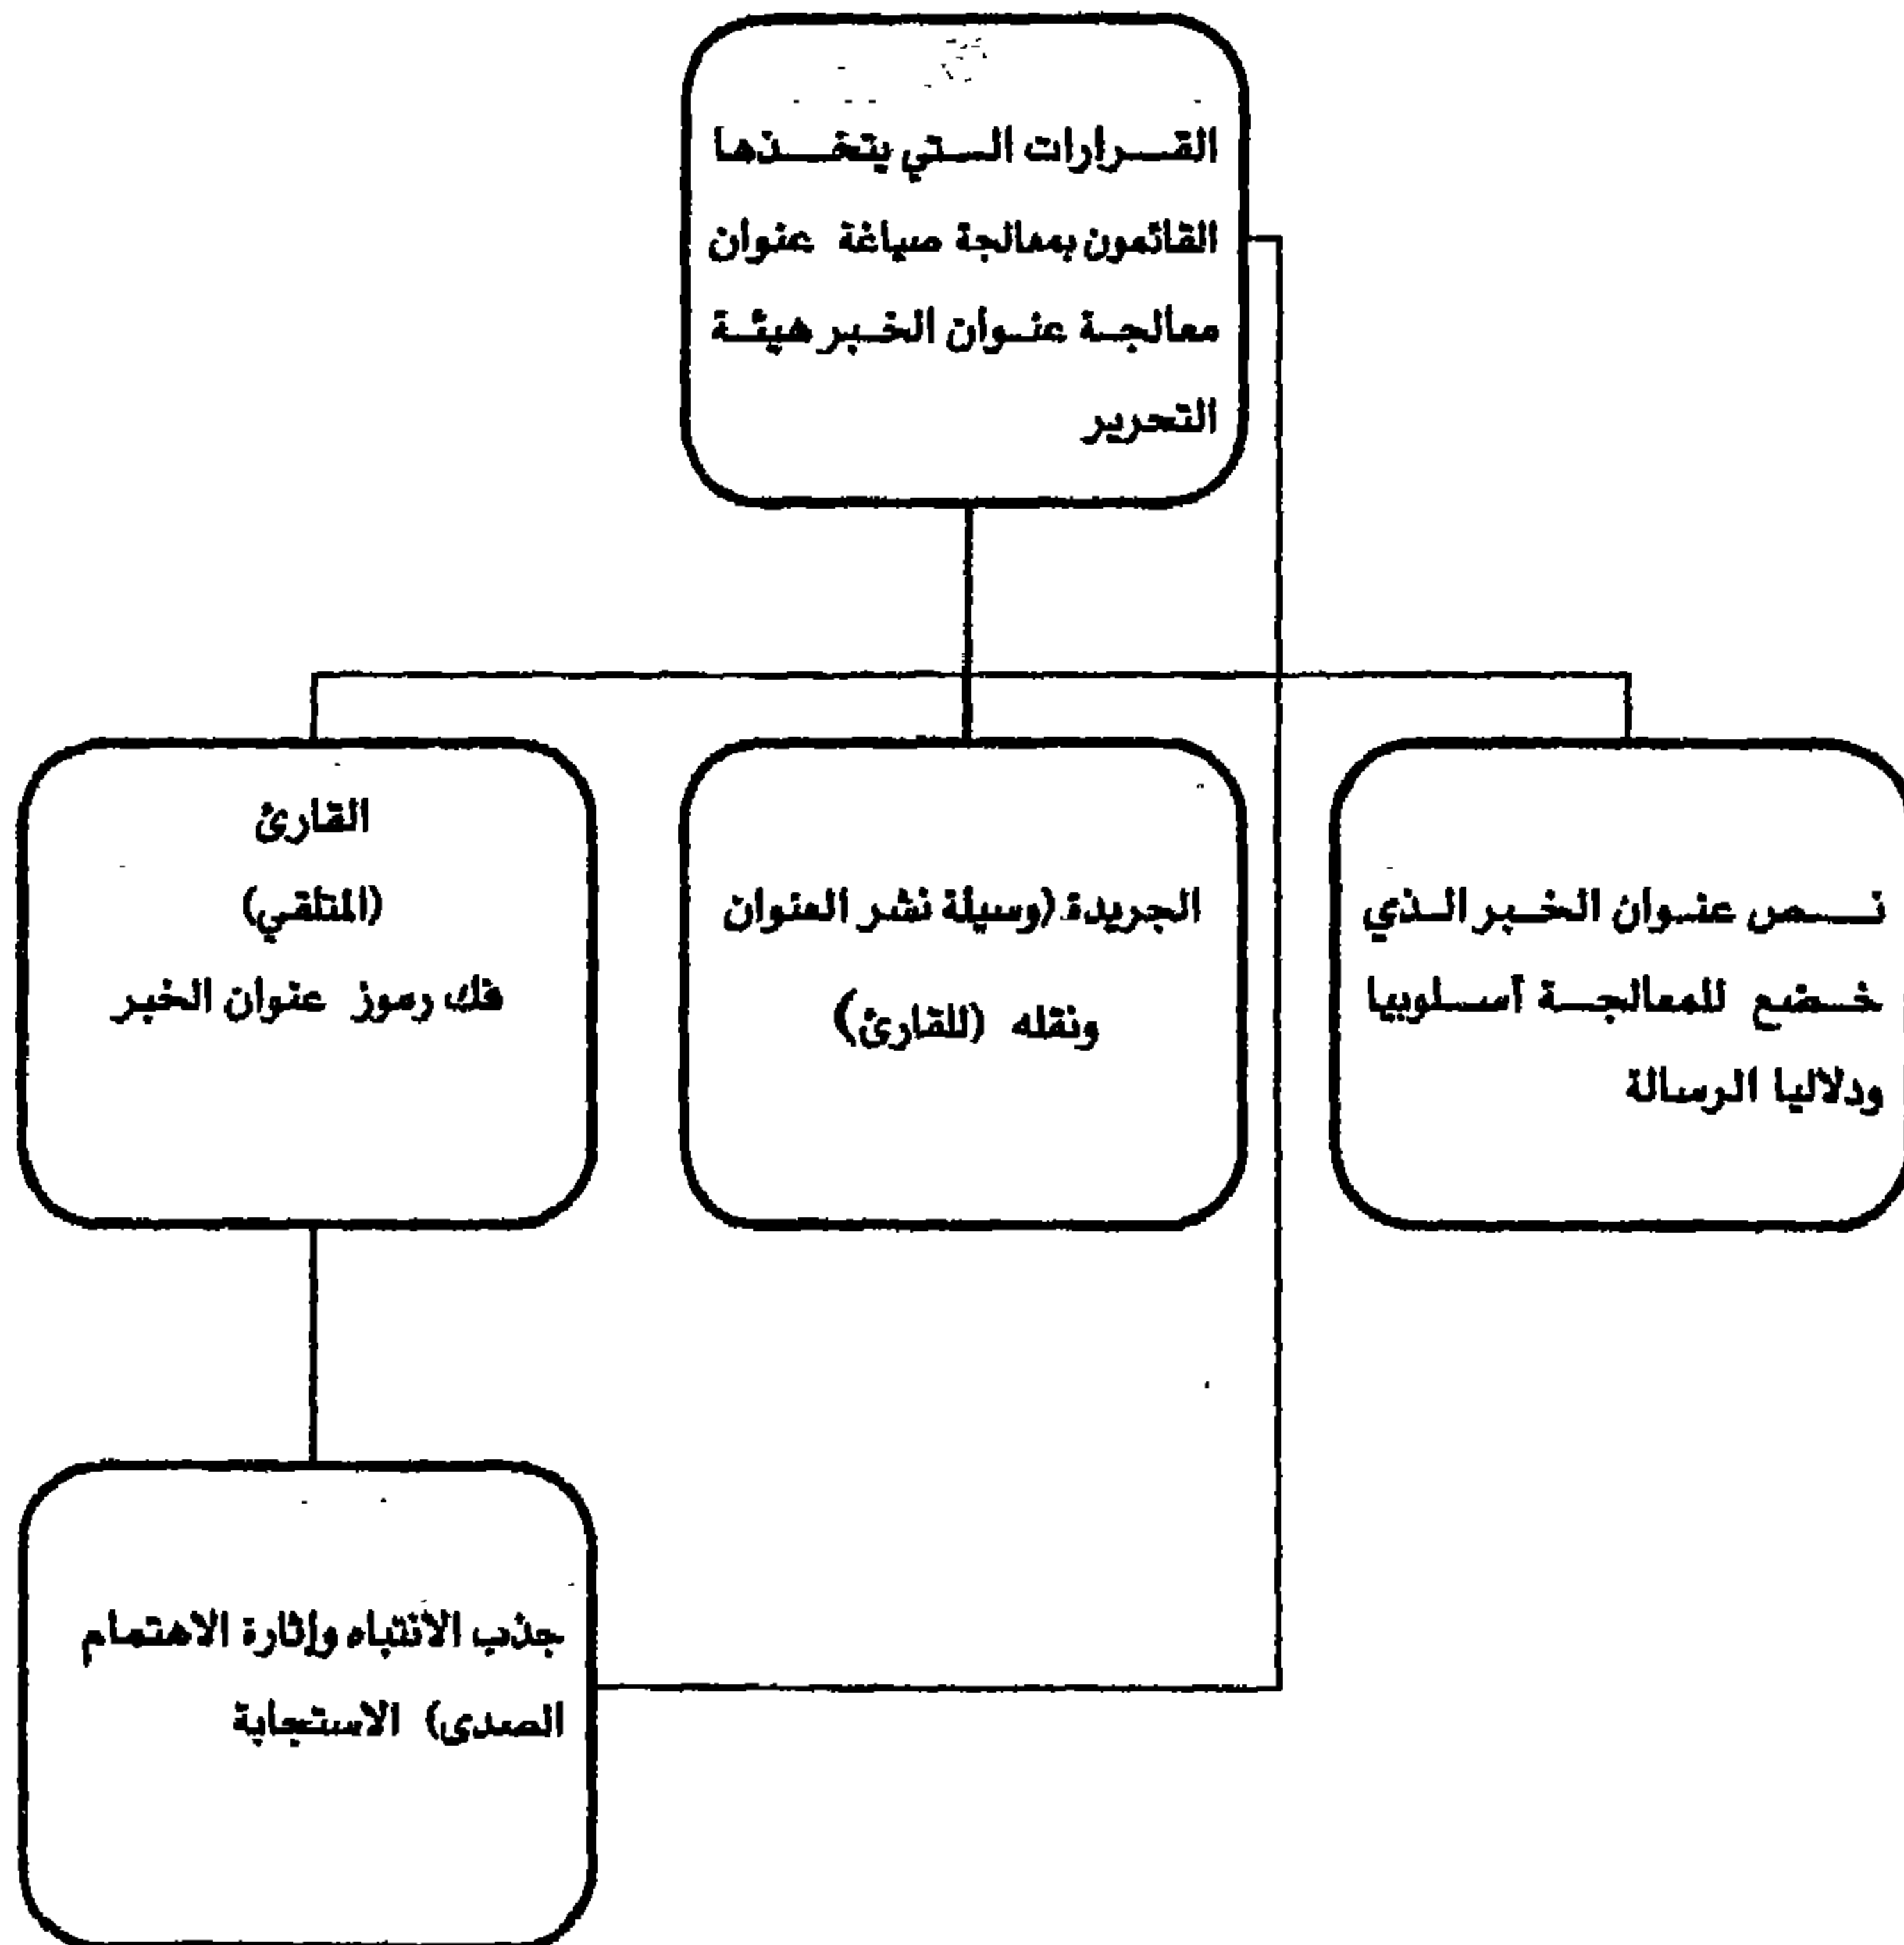 القرارات التي يتخذها
القائمون بمعالجة صياغة عنوان
معالجة عنوان الخبر هيئة
التحرير
نص عنوان الخبر الذي
خضع للمعالجة أسلوبيا
ودلاليا الرسالة
الجريدة (وسيلة نشر العنوان
ونقله (للقارئ)
القارئ
(المتلقي)
فك رموز عنوان الخبر
جذب الانتباه وإثارة الاهتمام
الصدى) الاستجابة